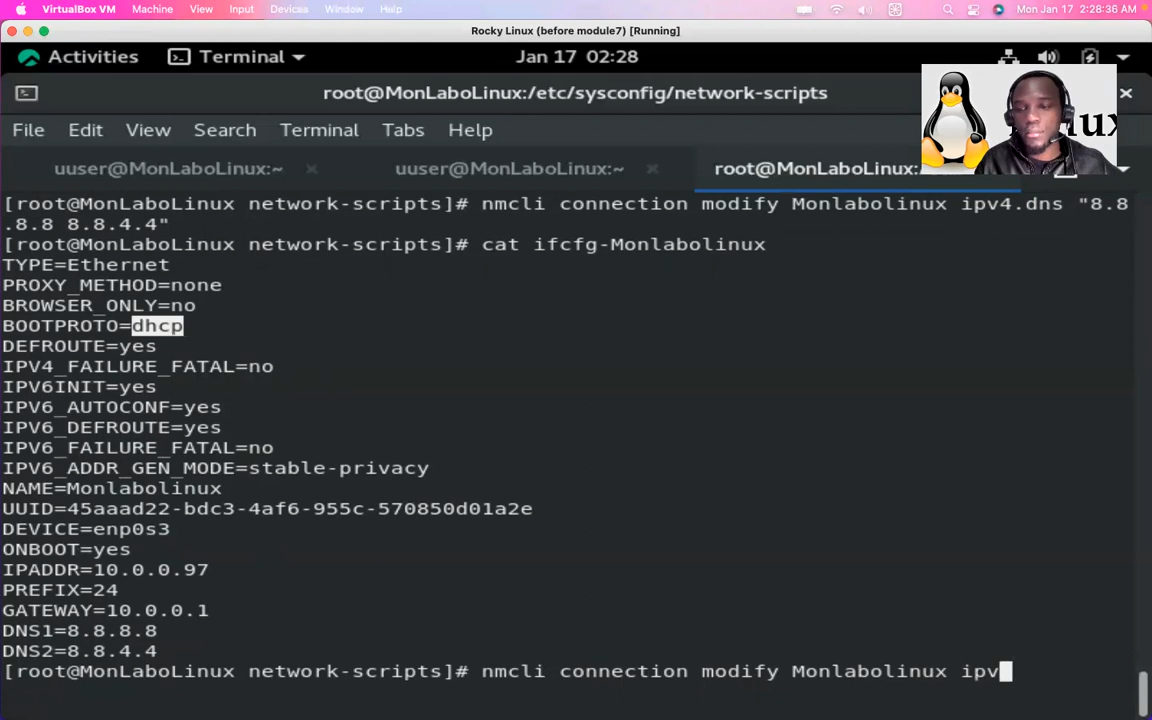 VirtualBox VM Machine View Input Devices Window Help Mon Jan 17 2:28:36 AM
Rocky Linux (before module7) [Running]
Activities Terminal Jan 17 02:28
root@MonLaboLinux:/etc/sysconfig/network-scripts
File Edit View Search Terminal Tabs Help
uuser@MonLaboLinux:~ uuser@MonLaboLinux:~ root@MonLaboLinux:
[root@MonLaboLinux network-scripts]# nmcli connection modify Monlabolinux ipv4.dns "8.8
.8.8 8.8.4.4"
[root@MonLaboLinux network-scripts]# cat ifcfg-Monlabolinux
TYPE=Ethernet
PROXY_METHOD=none
BROWSER_ONLY=no
BOOTPROTO=dhcp
DEFROUTE=yes
IPV4_FAILURE_FATAL=no
IPV6INIT=yes
IPV6_AUTOCONF=yes
IPV6_DEFROUTE=yes
IPV6_FAILURE_FATAL=no
IPV6_ADDR_GEN_MODE=stable-privacy
NAME=Monlabolinux
UUID=45aaad22-bdc3-4af6-955c-570850d01a2e
DEVICE=enp0s3
ONBOOT=yes
IPADDR=10.0.0.97
PREFIX=24
GATEWAY=10.0.0.1
DNS1=8.8.8.8
DNS2=8.8.4.4
[root@MonLaboLinux network-scripts]# nmcli connection modify Monlabolinux ipv